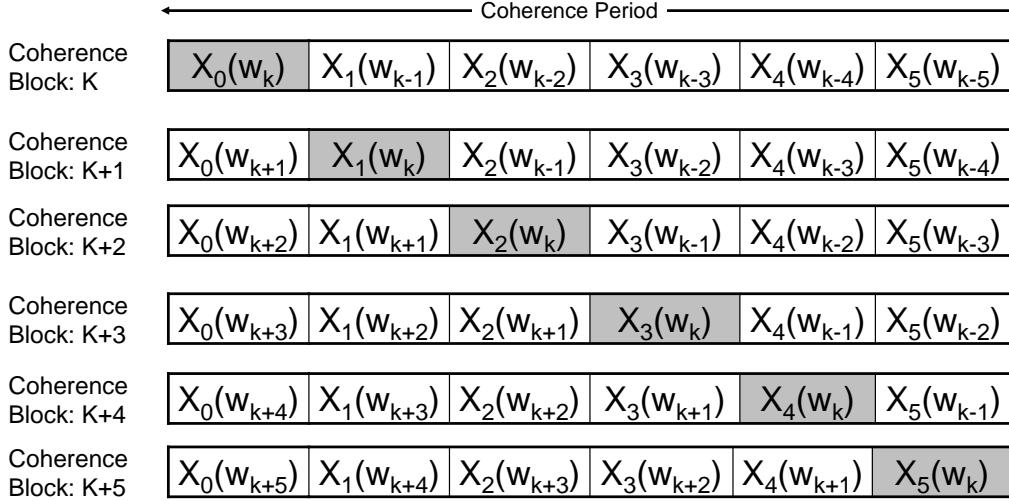 Coherence Period
Coherence
Block: K
X₀(wₖ) X₁(wₖ₋₁) X₂(wₖ₋₂) X₃(wₖ₋₃) X₄(wₖ₋₄) X₅(wₖ₋₅)
Coherence
Block: K+1
X₀(wₖ₊₁) X₁(wₖ) X₂(wₖ₋₁) X₃(wₖ₋₂) X₄(wₖ₋₃) X₅(wₖ₋₄)
Coherence
Block: K+2
X₀(wₖ₊₂) X₁(wₖ₊₁) X₂(wₖ) X₃(wₖ₋₁) X₄(wₖ₋₂) X₅(wₖ₋₃)
Coherence
Block: K+3
X₀(wₖ₊₃) X₁(wₖ₊₂) X₂(wₖ₊₁) X₃(wₖ) X₄(wₖ₋₁) X₅(wₖ₋₂)
Coherence
Block: K+4
X₀(wₖ₊₄) X₁(wₖ₊₃) X₂(wₖ₊₂) X₃(wₖ₊₁) X₄(wₖ) X₅(wₖ₋₁)
Coherence
Block: K+5
X₀(wₖ₊₅) X₁(wₖ₊₄) X₂(wₖ₊₃) X₃(wₖ₊₂) X₄(wₖ₊₁) X₅(wₖ)